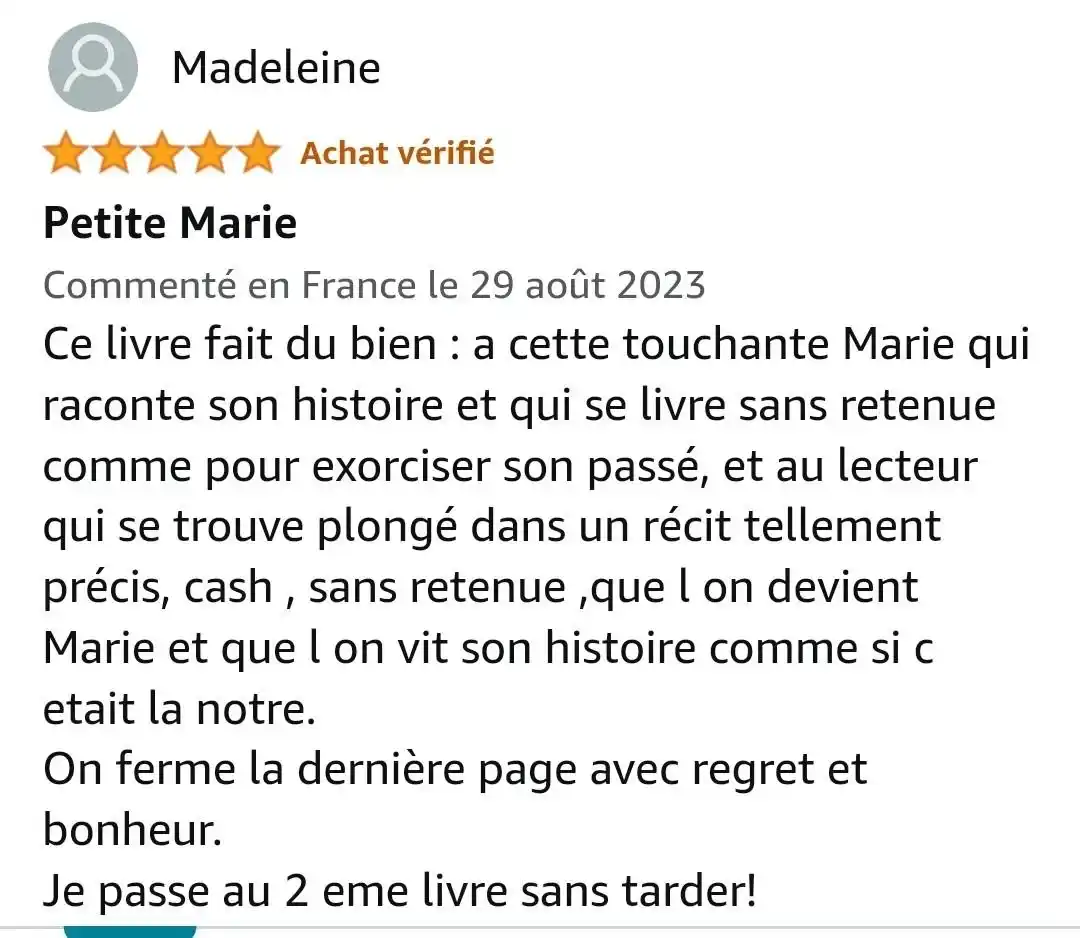 Madeleine
Achat vérifié
Petite Marie
Commenté en France le 29 août 2023
Ce livre fait du bien : a cette touchante Marie qui
raconte son histoire et qui se livre sans retenue
comme pour exorciser son passé, et au lecteur
qui se trouve plongé dans un récit tellement
précis, cash , sans retenue ,que l on devient
Marie et que l on vit son histoire comme si c
etait la notre.
On ferme la dernière page avec regret et
bonheur.
Je passe au 2 eme livre sans tarder!